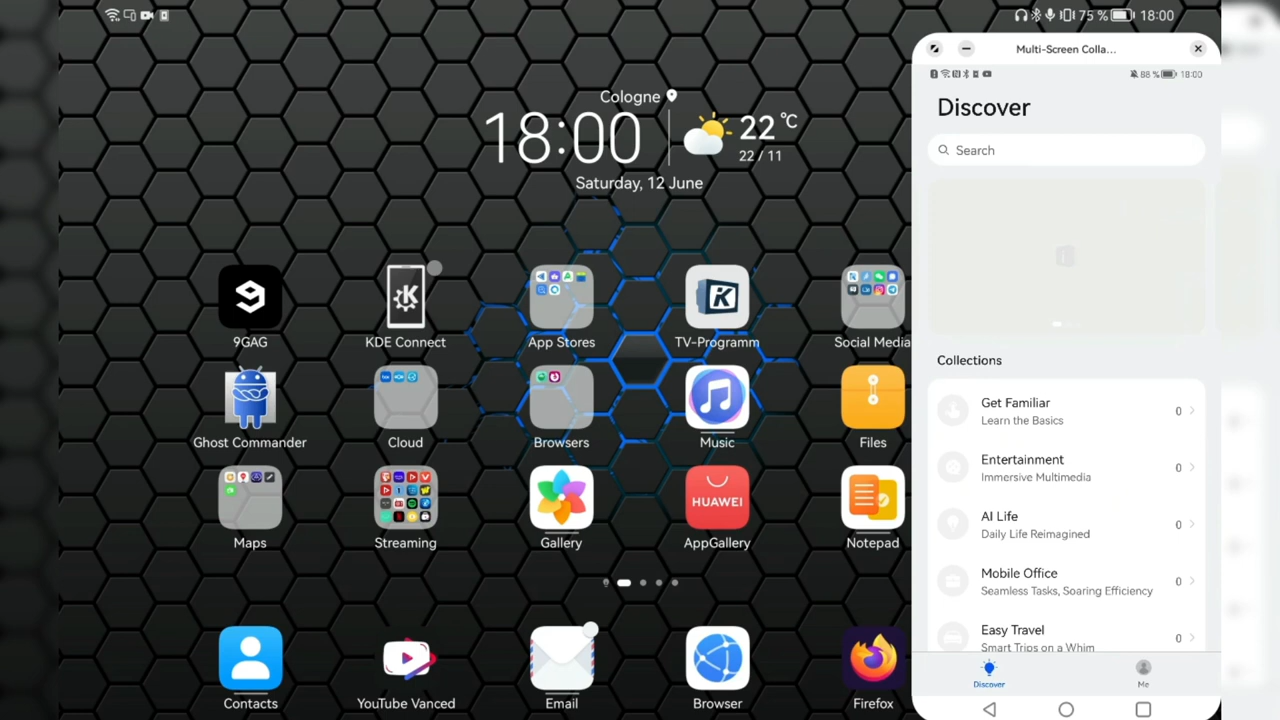 75 % 18:00
Cologne
18:00
22 °C
22 / 11
Saturday, 12 June
9GAG
KDE Connect
App Stores
TV-Programm
Social Media
Ghost Commander
Cloud
Browsers
Music
Files
Maps
Streaming
Gallery
HUAWEI
AppGallery
Notepad
Contacts
YouTube Vanced
Email
Browser
Firefox
Multi-Screen Colla...
88 % 18:00
Discover
Search
Collections
Get Familiar
Learn the Basics
0
Entertainment
Immersive Multimedia
0
AI Life
Daily Life Reimagined
0
Mobile Office
Seamless Tasks, Soaring Efficiency
0
Easy Travel
Smart Trips on a Whim
0
Discover
Me